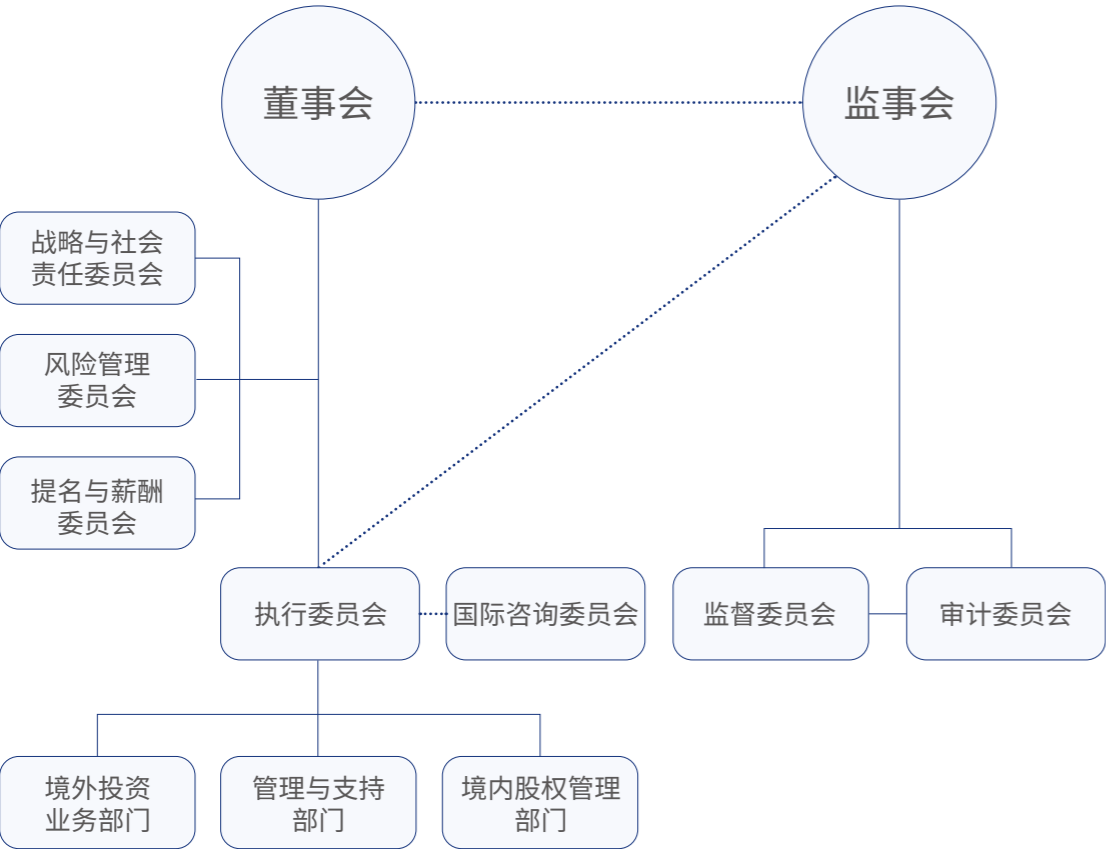 董事会
监事会
战略与社会
责任委员会
风险管理
委员会
提名与薪酬
委员会
执行委员会
国际咨询委员会
监督委员会
审计委员会
境外投资
业务部门
管理与支持
部门
境内股权管理
部门